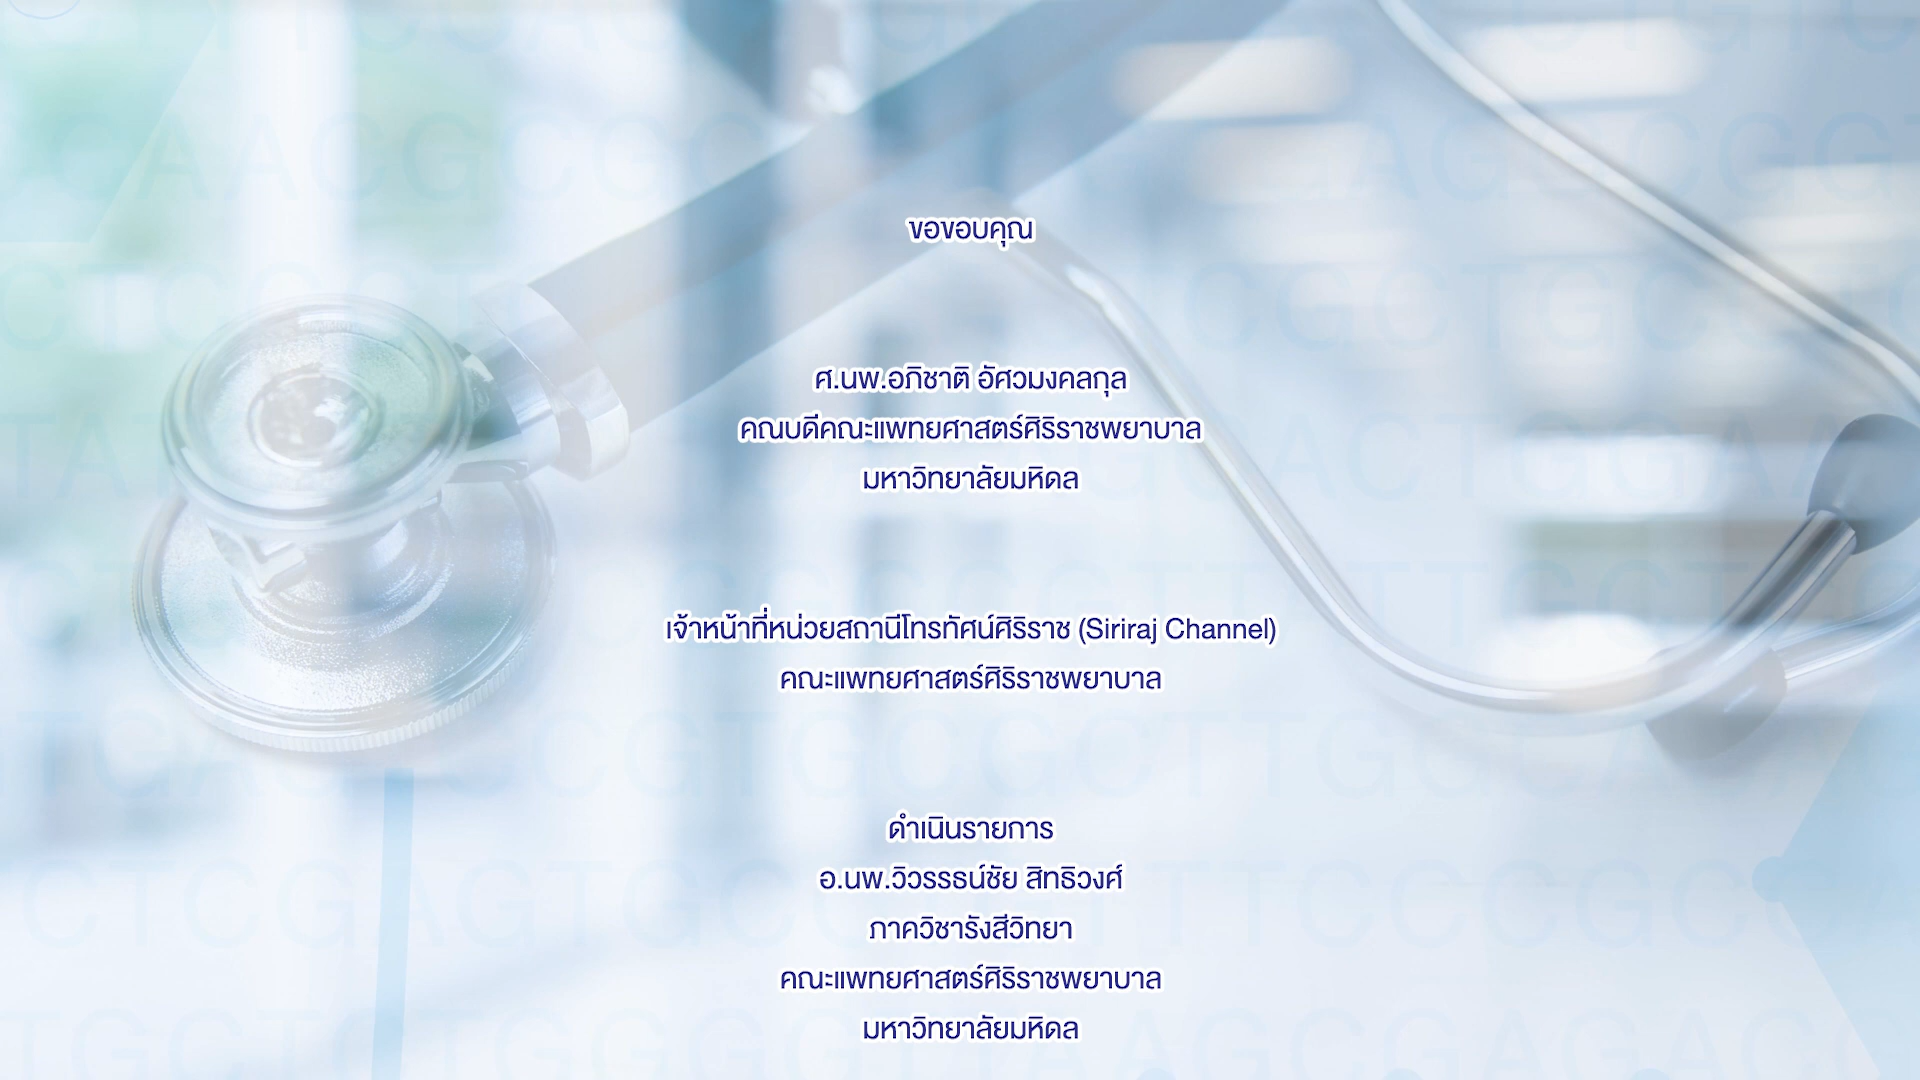 ขอขอบคุณ
ศ.นพ.อภิชาติ อัศวมงคลกุล
คณบดีคณะแพทยศาสตร์ศิริราชพยาบาล
มหาวิทยาลัยมหิดล
เจ้าหน้าที่หน่วยสถานีโทรทัศน์ศิริราช (Siriraj Channel)
คณะแพทยศาสตร์ศิริราชพยาบาล
ดำเนินรายการ
อ.นพ.วิวรรธน์ชัย สิทธิวงศ์
ภาควิชารังสีวิทยา
คณะแพทยศาสตร์ศิริราชพยาบาล
มหาวิทยาลัยมหิดล